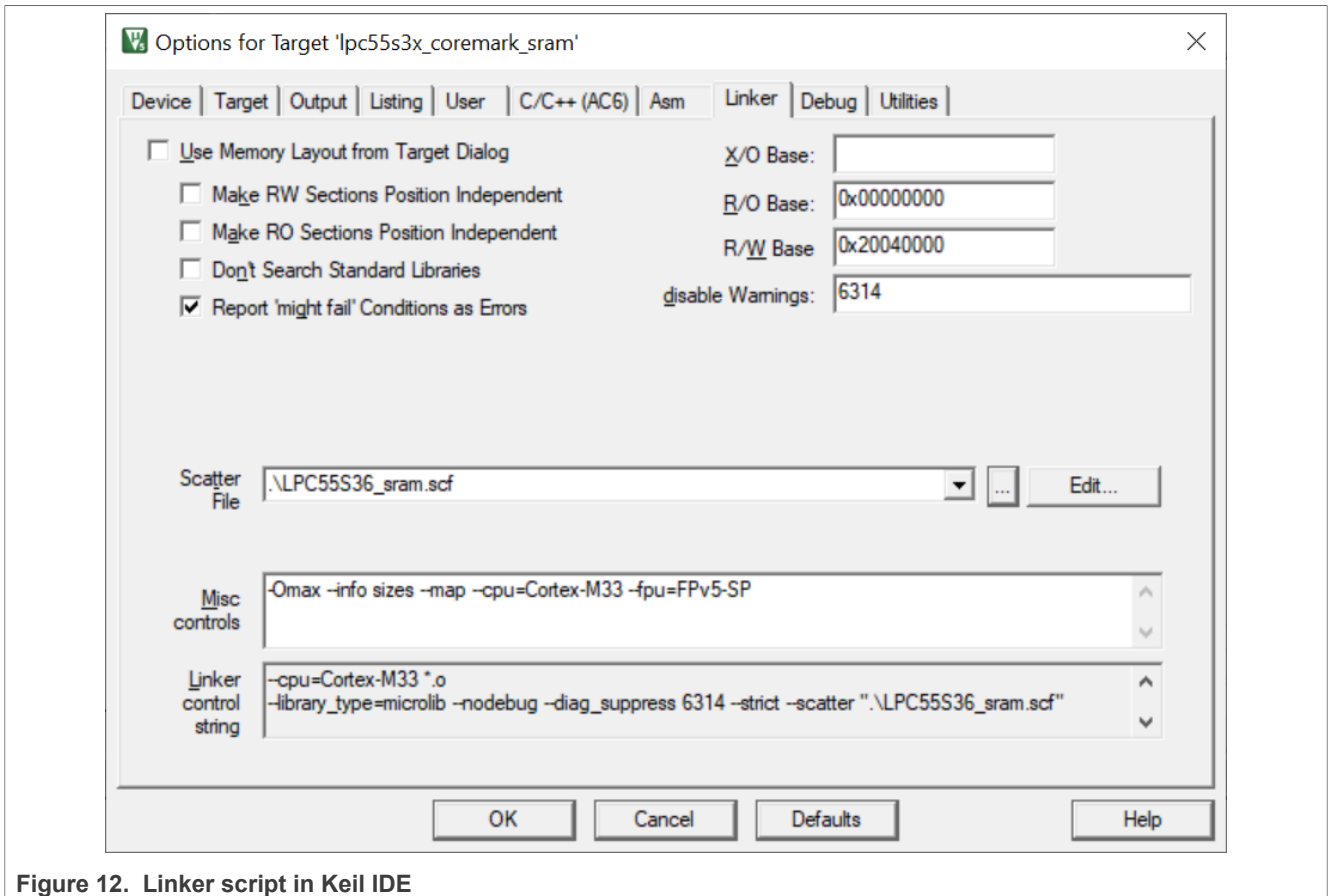 Options for Target 'lpc55s3x_coremark_sram'
Device Target Output Listing User C/C++ (AC6) Asm Linker Debug Utilities
Use Memory Layout from Target Dialog
X/O Base:
Make RW Sections Position Independent
R/O Base: 0x00000000
Make RO Sections Position Independent
R/W Base 0x20040000
Don't Search Standard Libraries
disable Warnings: 6314
Report 'might fail' Conditions as Errors
Scatter File
.\LPC55S36_sram.scf
...
Edit...
Misc controls
-Omax --info sizes --map --cpu=Cortex-M33 --fpu=FPv5-SP
Linker control string
--cpu=Cortex-M33 *.o
--library_type=microlib --nodebug --diag_suppress 6314 --strict --scatter ".\LPC55S36_sram.scf"
OK Cancel Defaults Help
Figure 12. Linker script in Keil IDE